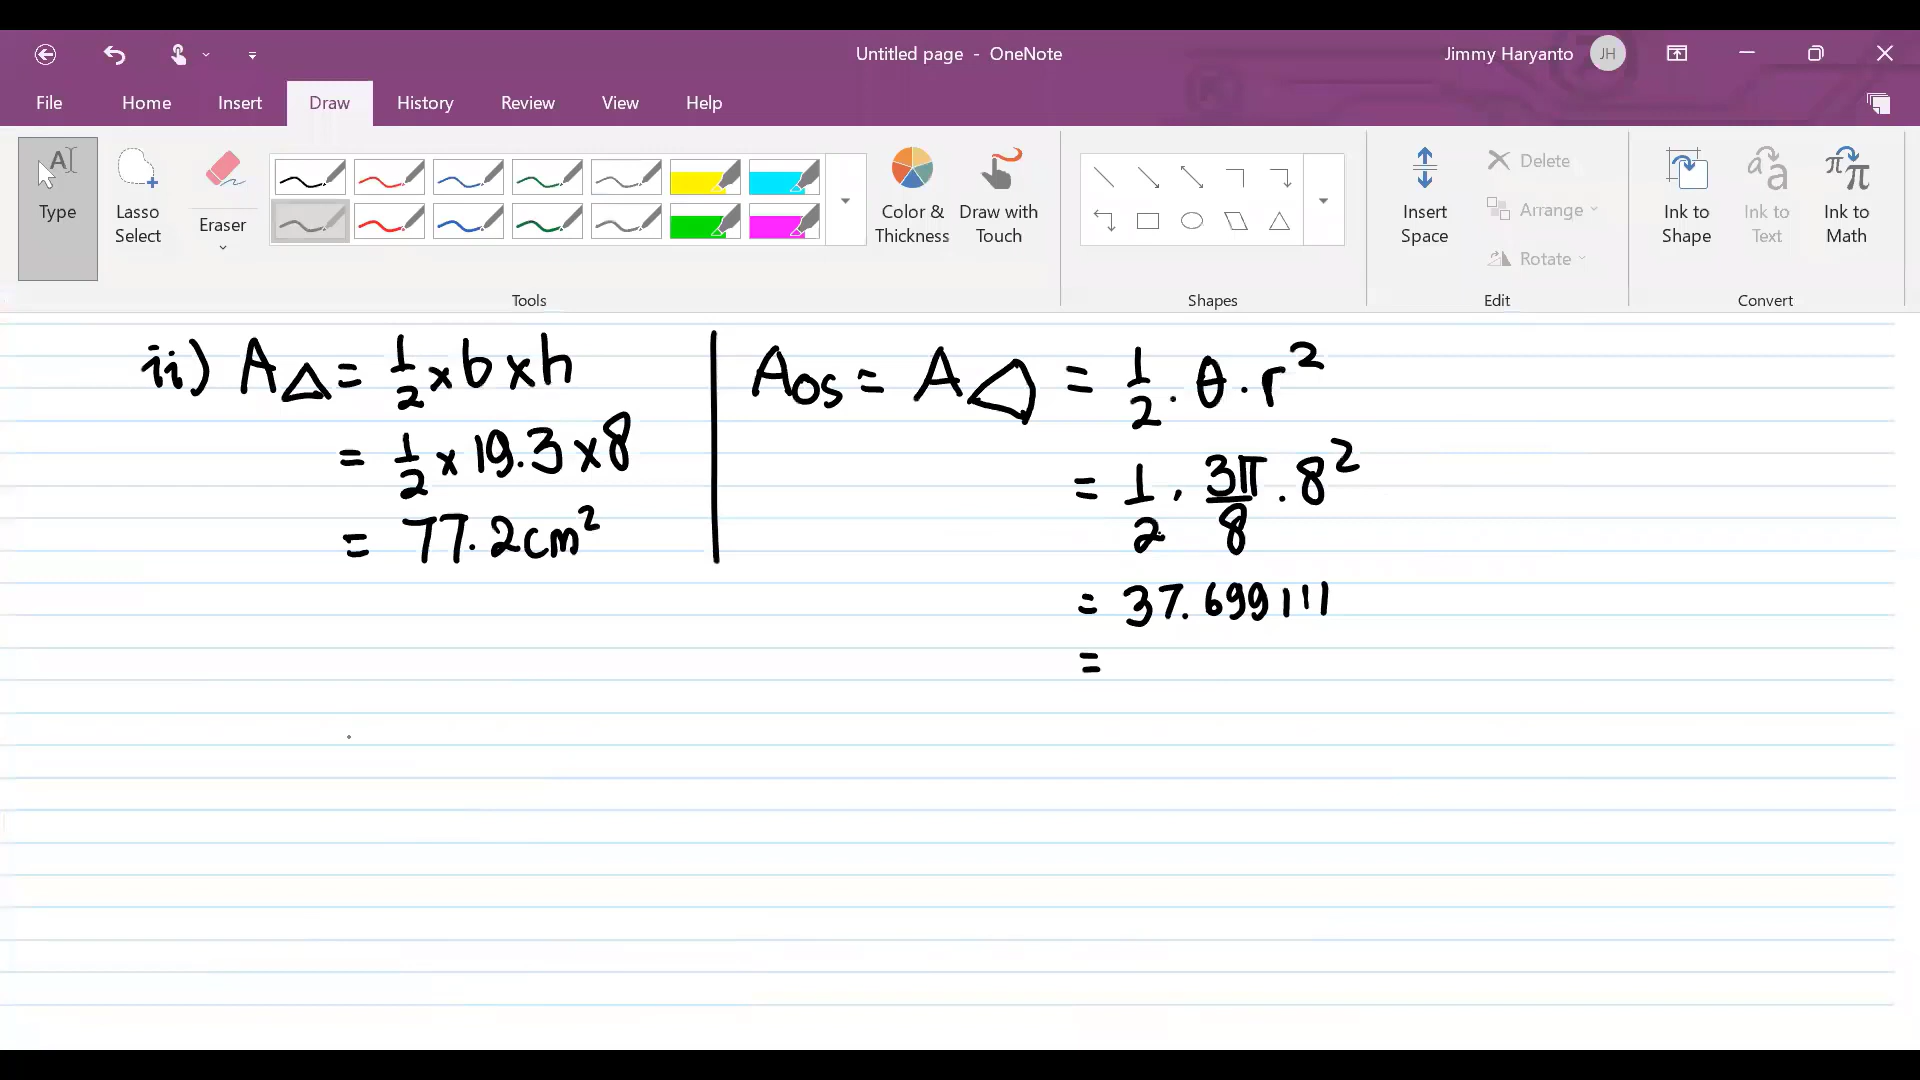 Untitled page - OneNote
Jimmy Haryanto
JH
File Home Insert Draw History Review View Help
Type
Lasso Select
Eraser
Color & Thickness
Draw with Touch
Insert Space
Delete
Arrange
Rotate
Ink to Shape
Ink to Text
Ink to Math
Tools
Shapes
Edit
Convert
ii) A△ = 1/2 × b × h
= 1/2 × 19.3 × 8
= 77.2cm²
Aos = A = 1/2 . θ . r²
= 1/2 . 3π/8 . 8²
= 37.699111
=